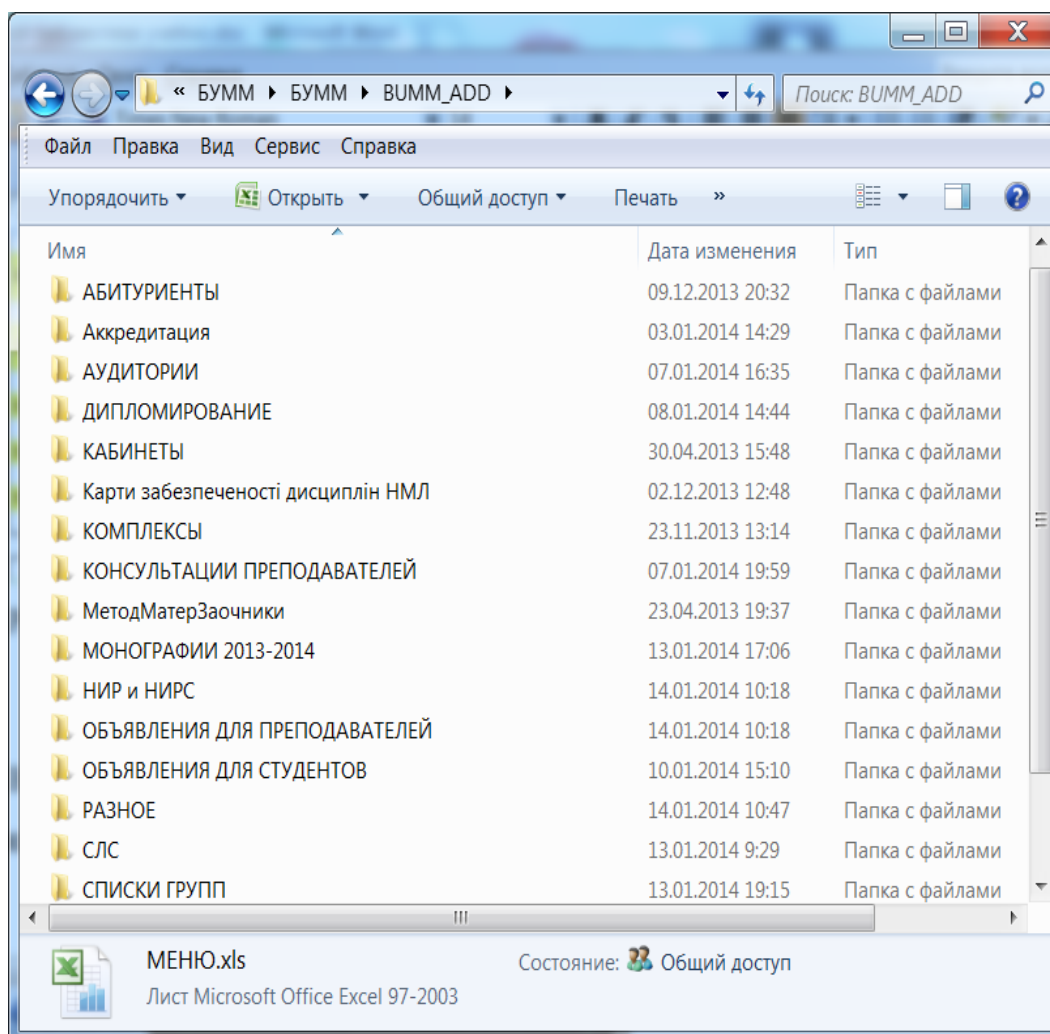 « БУММ ▸ БУММ ▸ BUMM_ADD ▸ Поиск: BUMM_ADD
Файл Правка Вид Сервис Справка
Упорядочить ▾ Открыть ▾ Общий доступ ▾ Печать »
Имя Дата изменения Тип
АБИТУРИЕНТЫ 09.12.2013 20:32 Папка с файлами
Аккредитация 03.01.2014 14:29 Папка с файлами
АУДИТОРИИ 07.01.2014 16:35 Папка с файлами
ДИПЛОМИРОВАНИЕ 08.01.2014 14:44 Папка с файлами
КАБИНЕТЫ 30.04.2013 15:48 Папка с файлами
Карти забезпеченості дисциплін НМЛ 02.12.2013 12:48 Папка с файлами
КОМПЛЕКСЫ 23.11.2013 13:14 Папка с файлами
КОНСУЛЬТАЦИИ ПРЕПОДАВАТЕЛЕЙ 07.01.2014 19:59 Папка с файлами
МетодМатерЗаочники 23.04.2013 19:37 Папка с файлами
МОНОГРАФИИ 2013-2014 13.01.2014 17:06 Папка с файлами
НИР и НИРС 14.01.2014 10:18 Папка с файлами
ОБЪЯВЛЕНИЯ ДЛЯ ПРЕПОДАВАТЕЛЕЙ 14.01.2014 10:18 Папка с файлами
ОБЪЯВЛЕНИЯ ДЛЯ СТУДЕНТОВ 10.01.2014 15:10 Папка с файлами
РАЗНОЕ 14.01.2014 10:47 Папка с файлами
СЛС 13.01.2014 9:29 Папка с файлами
СПИСКИ ГРУПП 13.01.2014 19:15 Папка с файлами
МЕНЮ.xls Состояние: Общий доступ
Лист Microsoft Office Excel 97-2003